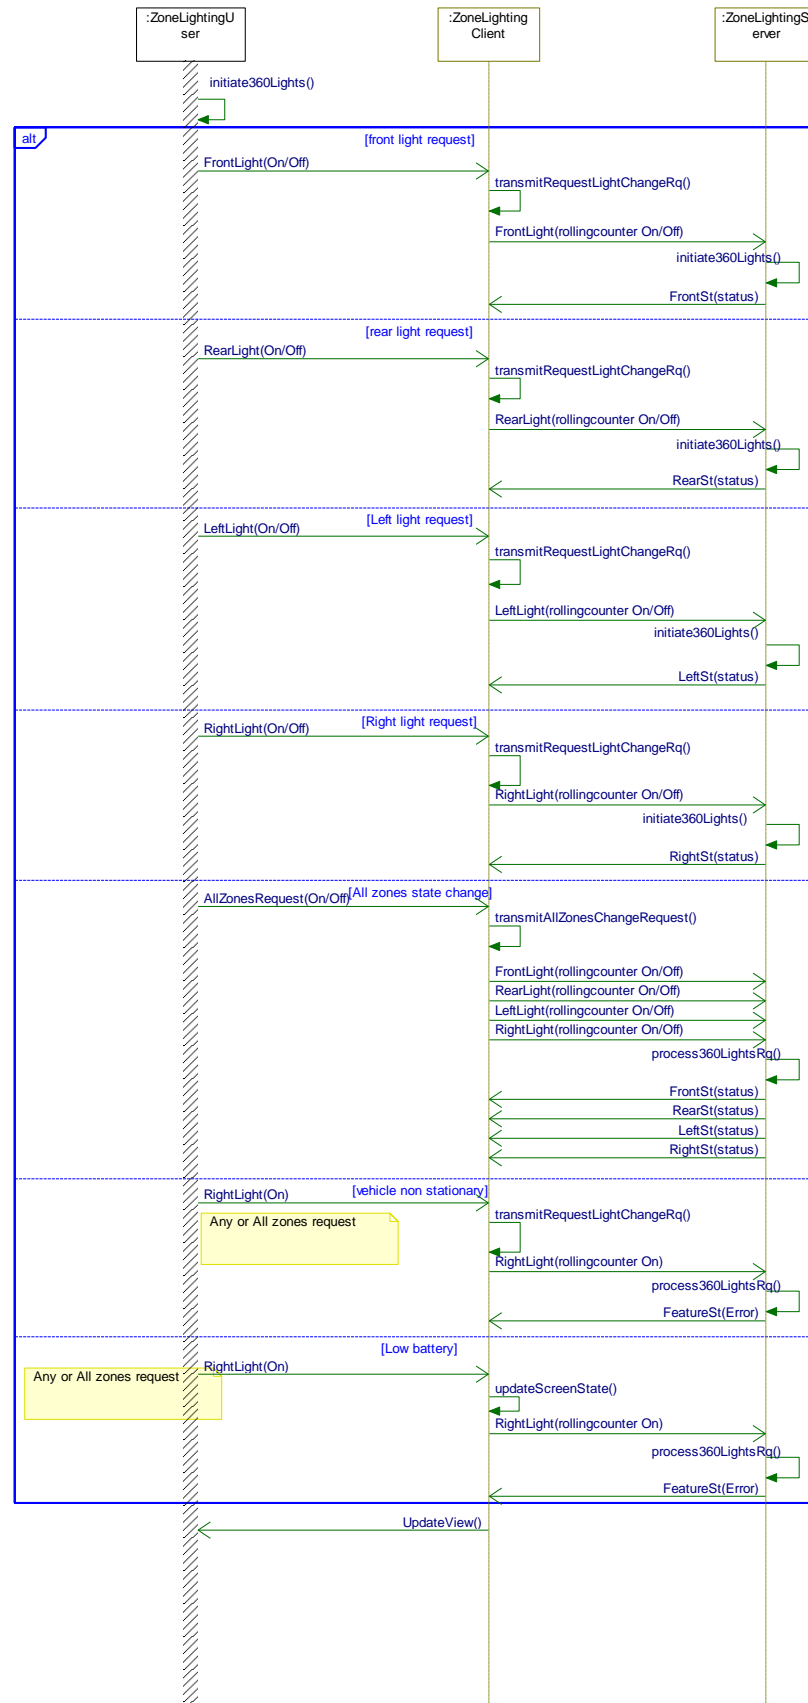 :ZoneLightingU
ser
:ZoneLighting
Client
:ZoneLightingS
erver
initiate360Lights()
alt
[front light request]
FrontLight(On/Off)
transmitRequestLightChangeRq()
FrontLight(rollingcounter On/Off)
initiate360Lights()
FrontSt(status)
[rear light request]
RearLight(On/Off)
transmitRequestLightChangeRq()
RearLight(rollingcounter On/Off)
initiate360Lights()
RearSt(status)
[Left light request]
LeftLight(On/Off)
transmitRequestLightChangeRq()
LeftLight(rollingcounter On/Off)
initiate360Lights()
LeftSt(status)
[Right light request]
RightLight(On/Off)
transmitRequestLightChangeRq()
RightLight(rollingcounter On/Off)
initiate360Lights()
RightSt(status)
[All zones state change]
AllZonesRequest(On/Off)
transmitAllZonesChangeRequest()
FrontLight(rollingcounter On/Off)
RearLight(rollingcounter On/Off)
LeftLight(rollingcounter On/Off)
RightLight(rollingcounter On/Off)
process360LightsRq()
FrontSt(status)
RearSt(status)
LeftSt(status)
RightSt(status)
[vehicle non stationary]
RightLight(On)
Any or All zones request
transmitRequestLightChangeRq()
RightLight(rollingcounter On)
process360LightsRq()
FeatureSt(Error)
[Low battery]
RightLight(On)
Any or All zones request
updateScreenState()
RightLight(rollingcounter On)
process360LightsRq()
FeatureSt(Error)
UpdateView()